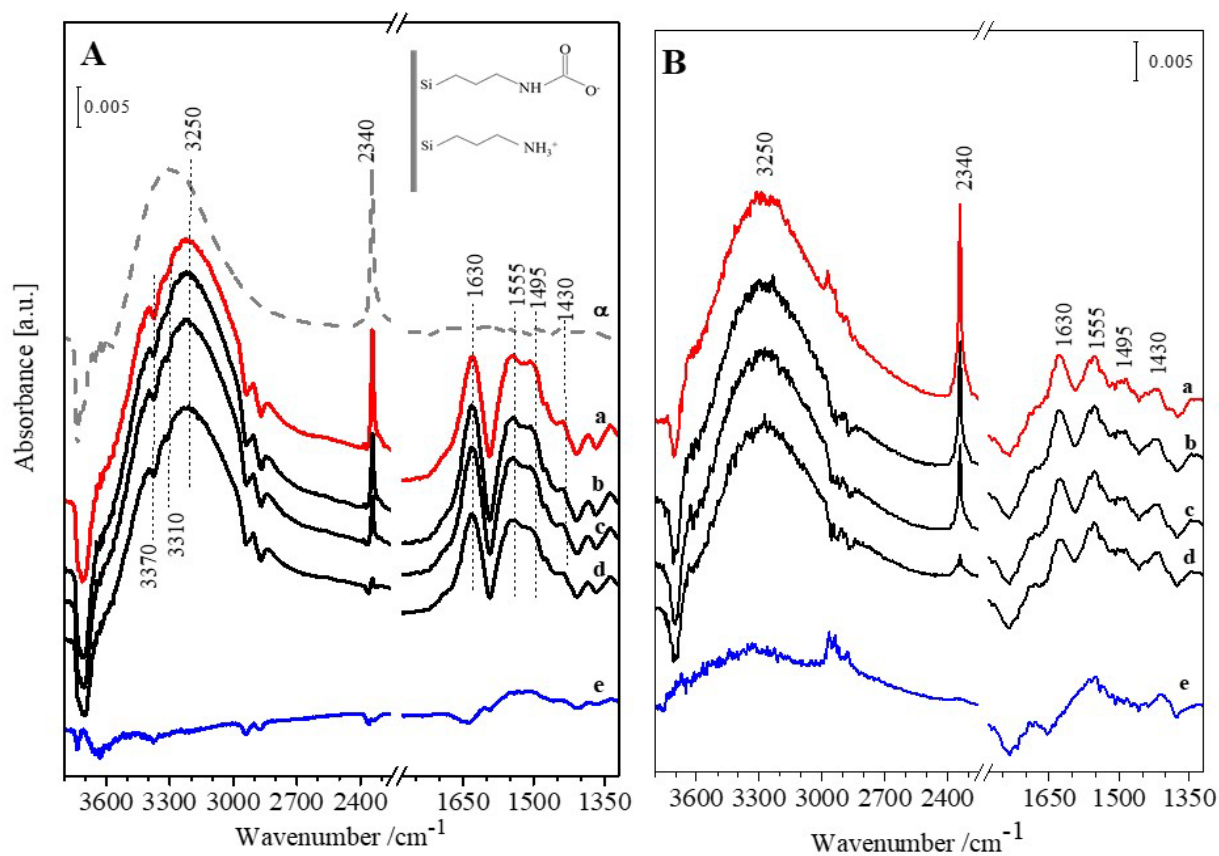 A
0.005
3250
2340
O
Si
NH
O-
Si
NH3+
1630
1555
1495
1430
α
a
b
c
d
e
3370
3310
Absorbance [a.u.]
3600 3300 3000 2700 2400 1650 1500 1350
Wavenumber /cm-1
B
0.005
3250
2340
1630
1555
1495
1430
a
b
c
d
e
3600 3300 3000 2700 2400 1650 1500 1350
Wavenumber /cm-1